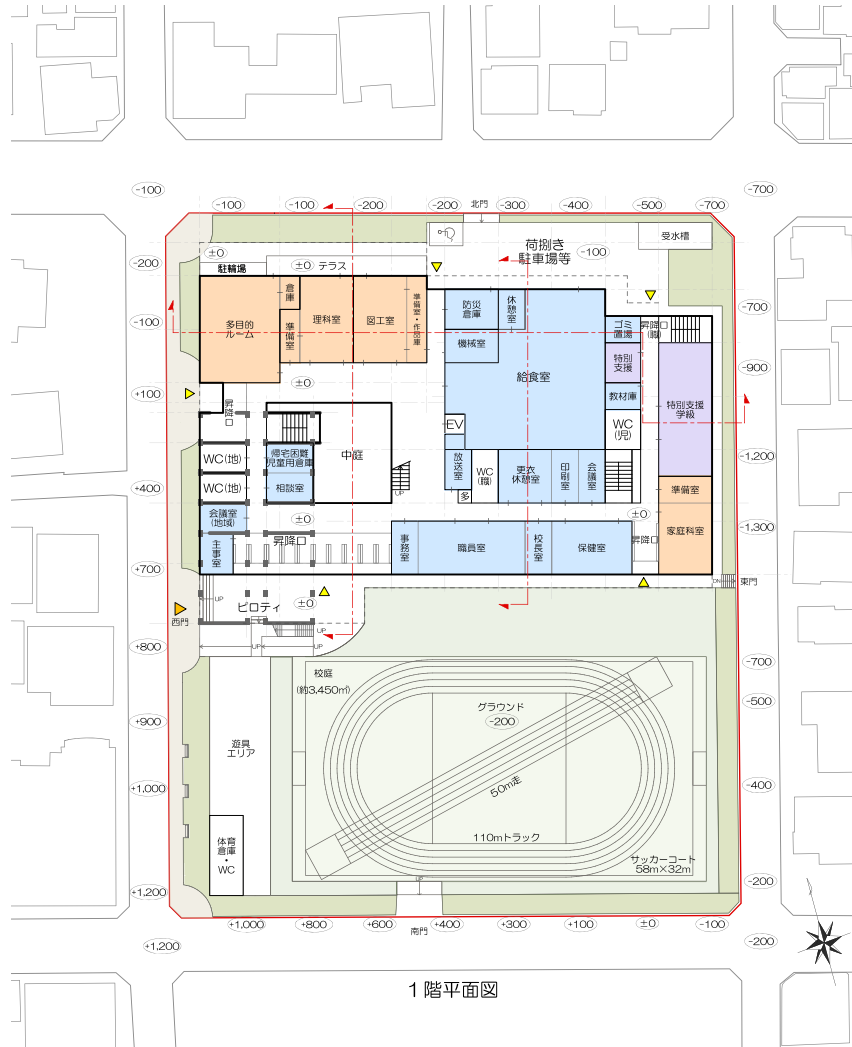 -100
-700
-100
-100
-200
-200
-300
-400
-500
-700
北門
±0
-200
駐輪場
±0 テラス
荷捌き
駐車場等
-100
受水槽
-100
多目的
ルーム
倉庫
準備室
理科室
図工室
準備室・作品庫
防災
倉庫
休憩室
機械室
給食室
ゴミ
置場
昇降口
(職)
特別
支援
教材庫
WC
(児)
特別支援
学級
-700
-900
+100
±0
昇降口
中庭
UP
EV
放送室
WC
(職)
多
更衣
休憩室
印刷室
会議室
-1,200
WC(地)
WC(地)
帰宅困難
児童用倉庫
相談室
+400
準備室
家庭科室
-1,300
会議室
(地域)
±0
±0
主事室
昇降口
事務室
職員室
校長室
保健室
昇降口
+700
DN
東門
西門
UP
ピロティ
±0
UP
UP
UP
+800
校庭
(約3,450㎡)
グラウンド
-200
-700
-500
+900
遊具
エリア
50m走
-400
+1,000
110mトラック
体育
倉庫
・
WC
サッカーコート
58m×32m
+1,200
UP
-200
+1,000
+800
+600
南門
+400
+300
+100
±0
-100
+1,200
-200
1階平面図